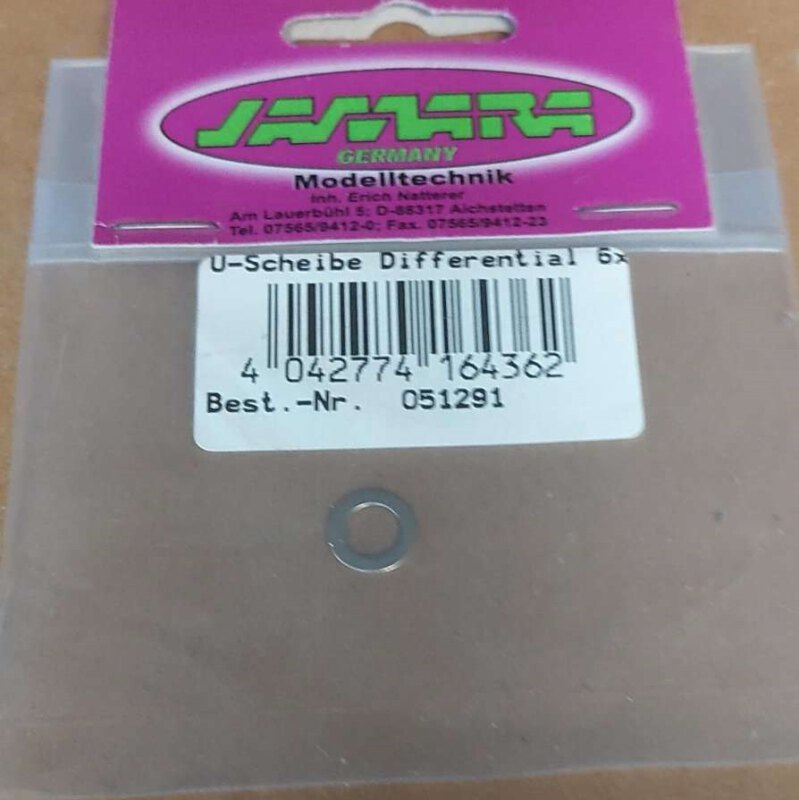 JAMARA
GERMANY
Modelltechnik
Inh. Erich Natterer
Am Lauerbühl 5; D-88317 Aichstetten
Tel. 07565/9412-0; Fax. 07565/9412-23
U-Scheibe Differential 6x
4 042774 164362
Best.-Nr. 051291